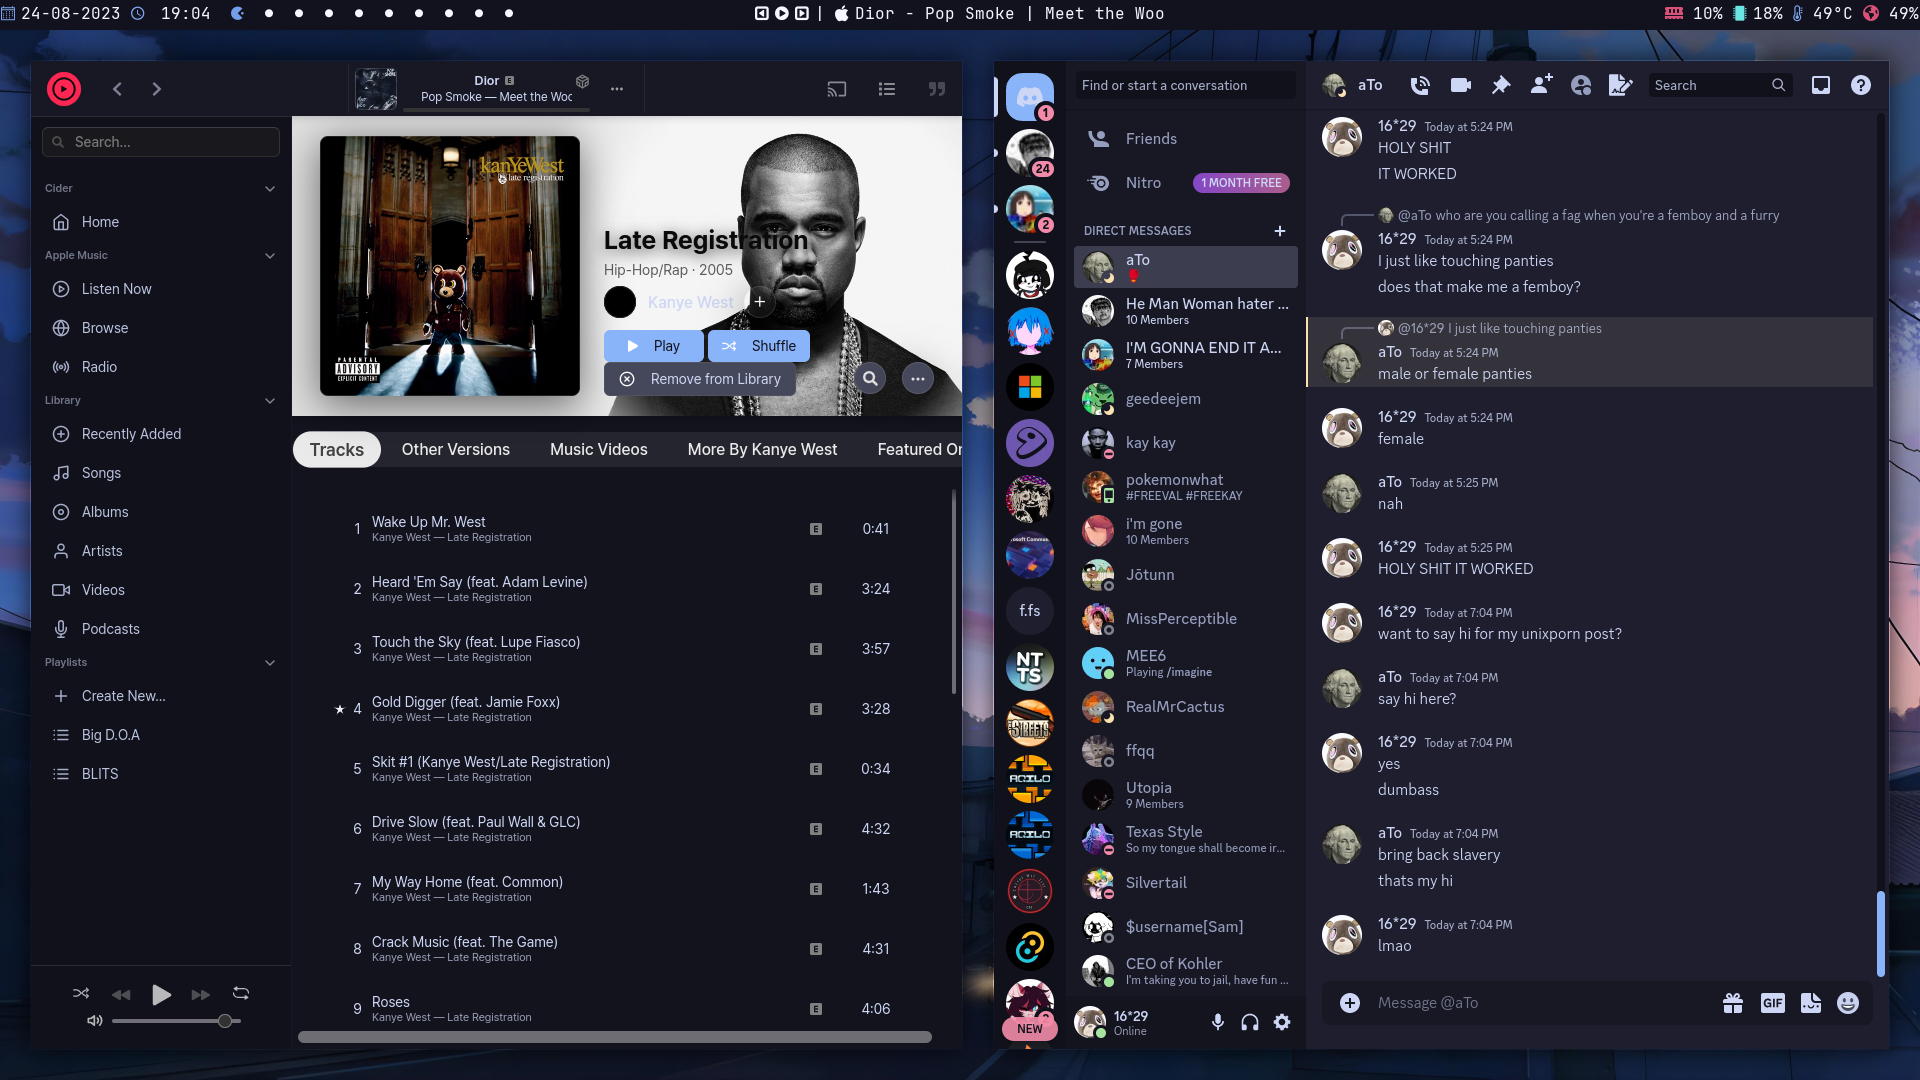 24-08-2023 19:04
| Dior - Pop Smoke | Meet the Woo
10% 18% 49°C 49%
Dior E
Pop Smoke — Meet the Woo
Search...
Cider
Home
Apple Music
Listen Now
Browse
Radio
Library
Recently Added
Songs
Albums
Artists
Videos
Podcasts
Playlists
Create New...
Big D.O.A
BLITS
kanYeWest
late registration
PARENTAL
ADVISORY
EXPLICIT CONTENT
Late Registration
Hip-Hop/Rap · 2005
Kanye West
Play
Shuffle
Remove from Library
Tracks Other Versions Music Videos More By Kanye West Featured On
1 Wake Up Mr. West E 0:41
Kanye West — Late Registration
2 Heard 'Em Say (feat. Adam Levine) E 3:24
Kanye West — Late Registration
3 Touch the Sky (feat. Lupe Fiasco) E 3:57
Kanye West — Late Registration
★ 4 Gold Digger (feat. Jamie Foxx) E 3:28
Kanye West — Late Registration
5 Skit #1 (Kanye West/Late Registration) E 0:34
Kanye West — Late Registration
6 Drive Slow (feat. Paul Wall & GLC) E 4:32
Kanye West — Late Registration
7 My Way Home (feat. Common) E 1:43
Kanye West — Late Registration
8 Crack Music (feat. The Game) E 4:31
Kanye West — Late Registration
9 Roses E 4:06
Kanye West — Late Registration
1
24
2
f.fs
NT
TS
STREETS
AQILO
AQILO
NEW
Find or start a conversation
Friends
Nitro 1 MONTH FREE
DIRECT MESSAGES
aTo
He Man Woman hater ...
10 Members
I'M GONNA END IT A...
7 Members
geedeejem
kay kay
pokemonwhat
#FREEVAL #FREEKAY
i'm gone
10 Members
Jōtunn
MissPerceptible
MEE6
Playing /imagine
RealMrCactus
ffqq
Utopia
9 Members
Texas Style
So my tongue shall become ir...
Silvertail
$username[Sam]
CEO of Kohler
I'm taking you to jail, have fun ...
16*29
Online
aTo
Search
16*29 Today at 5:24 PM
HOLY SHIT
IT WORKED
@aTo who are you calling a fag when you're a femboy and a furry
16*29 Today at 5:24 PM
I just like touching panties
does that make me a femboy?
@16*29 I just like touching panties
aTo Today at 5:24 PM
male or female panties
16*29 Today at 5:24 PM
female
aTo Today at 5:25 PM
nah
16*29 Today at 5:25 PM
HOLY SHIT IT WORKED
16*29 Today at 7:04 PM
want to say hi for my unixporn post?
aTo Today at 7:04 PM
say hi here?
16*29 Today at 7:04 PM
yes
dumbass
aTo Today at 7:04 PM
bring back slavery
thats my hi
16*29 Today at 7:04 PM
lmao
Message @aTo
GIF